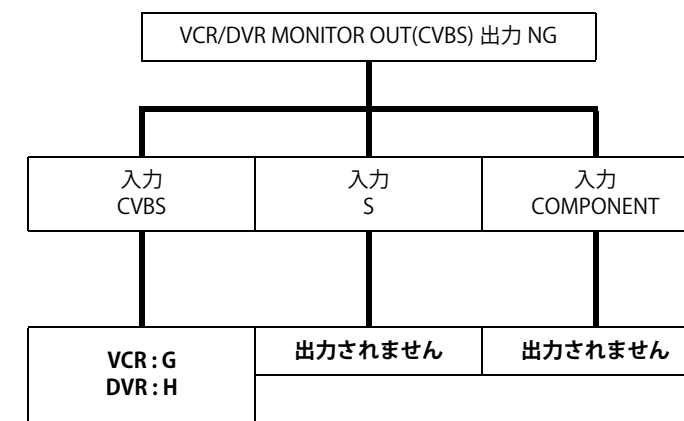 VCR/DVR MONITOR OUT(CVBS) 出力 NG
入力
CVBS
入力
S
入力
COMPONENT
VCR : G
DVR : H
出力されません
出力されません